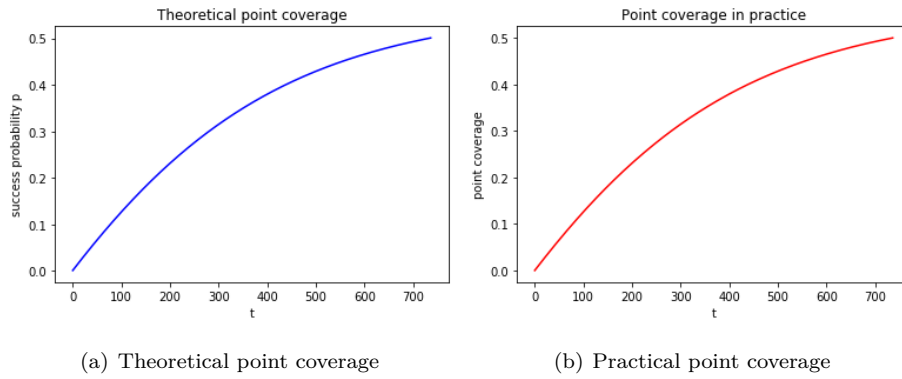 Theoretical point coverage
0.5
0.4
0.3
0.2
0.1
0.0
success probability p
0 100 200 300 400 500 600 700
t
(a) Theoretical point coverage
Point coverage in practice
0.5
0.4
0.3
0.2
0.1
0.0
point coverage
0 100 200 300 400 500 600 700
t
(b) Practical point coverage